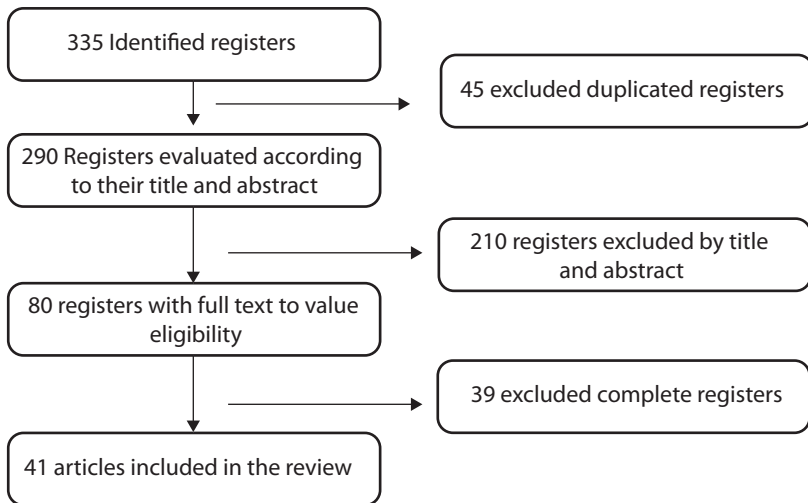 335 Identified registers
45 excluded duplicated registers
290 Registers evaluated according
to their title and abstract
210 registers excluded by title
and abstract
80 registers with full text to value
eligibility
39 excluded complete registers
41 articles included in the review